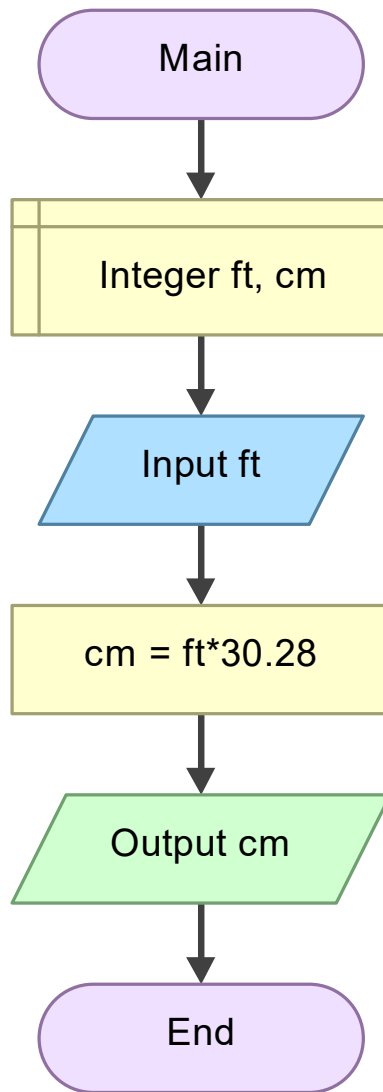 Main
Integer ft, cm
Input ft
cm = ft*30.28
Output cm
End